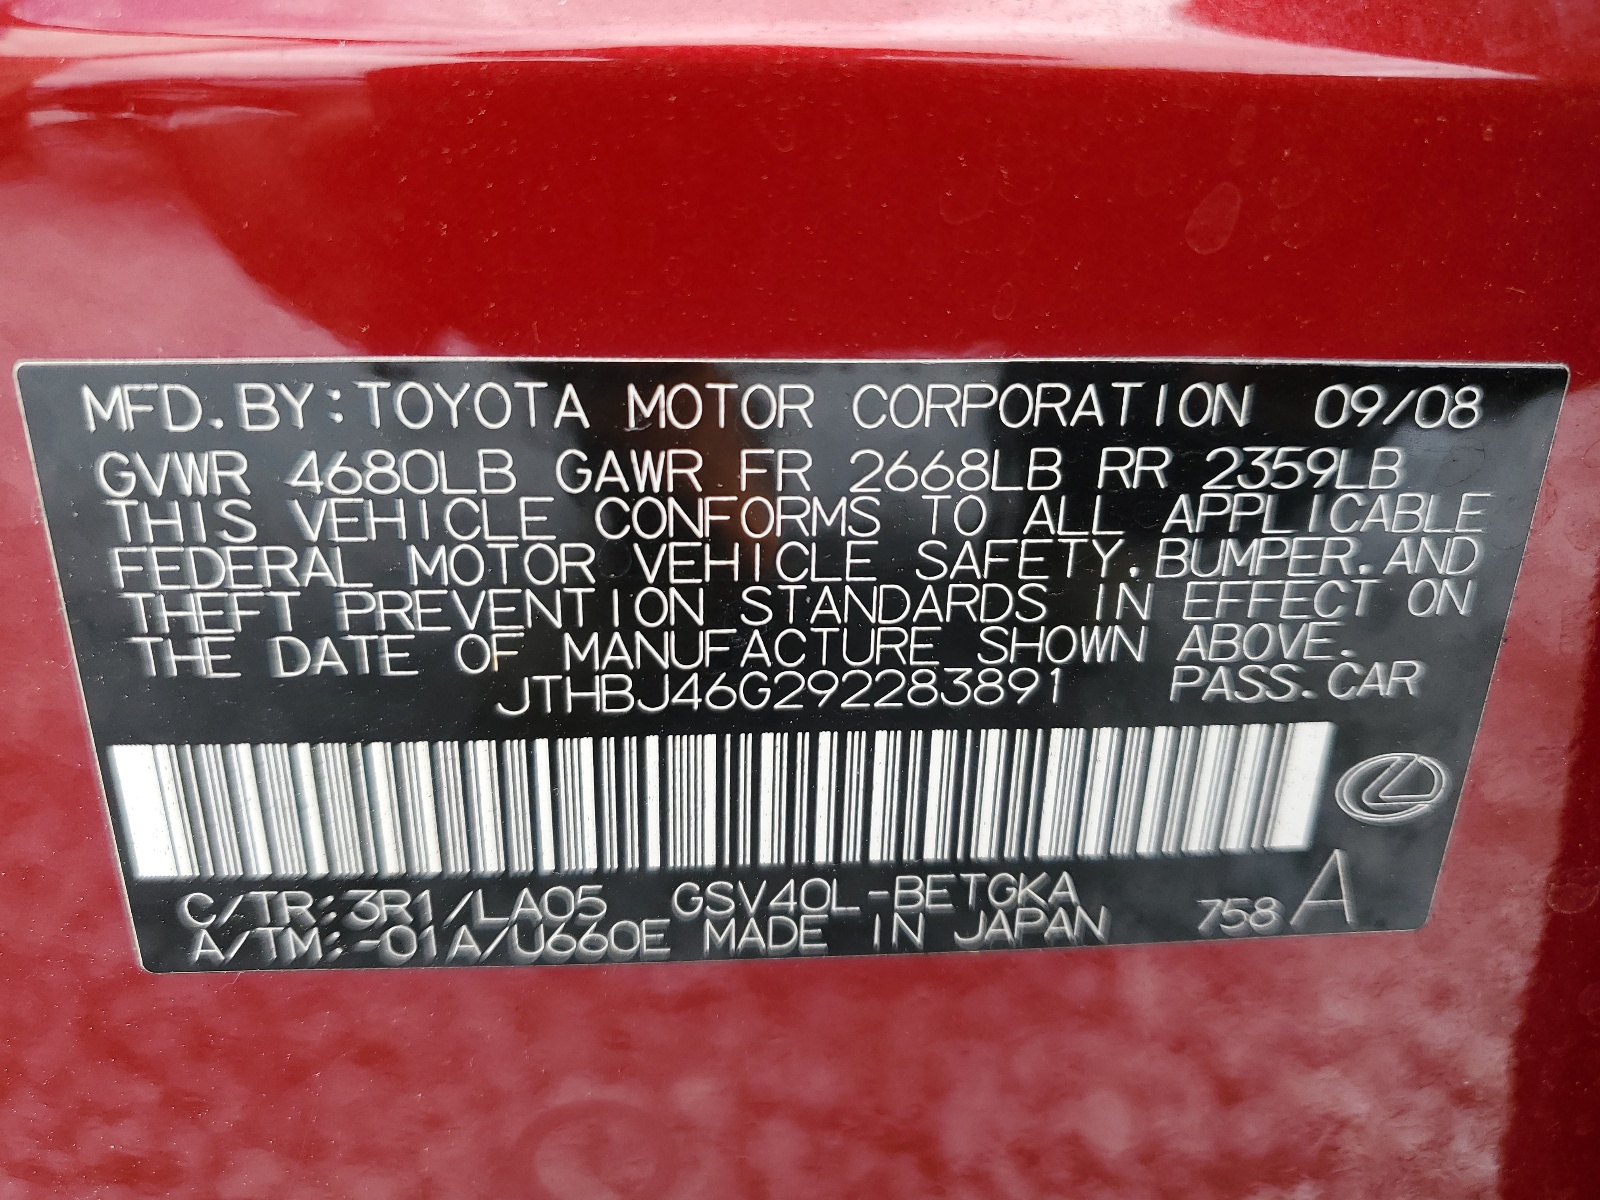 MFD.BY:TOYOTA MOTOR CORPORATION 09/08
GVWR 4680LB GAWR FR 2668LB RR 2359LB
THIS VEHICLE CONFORMS TO ALL APPLICABLE
FEDERAL MOTOR VEHICLE SAFETY,BUMPER,AND
THEFT PREVENTION STANDARDS IN EFFECT ON
THE DATE OF MANUFACTURE SHOWN ABOVE.
JTHBJ46G292283891 PASS.CAR
C/TR:3R1/LA05 GSV40L-BETGKA
A/TM:-01A/U660E MADE IN JAPAN 758 A